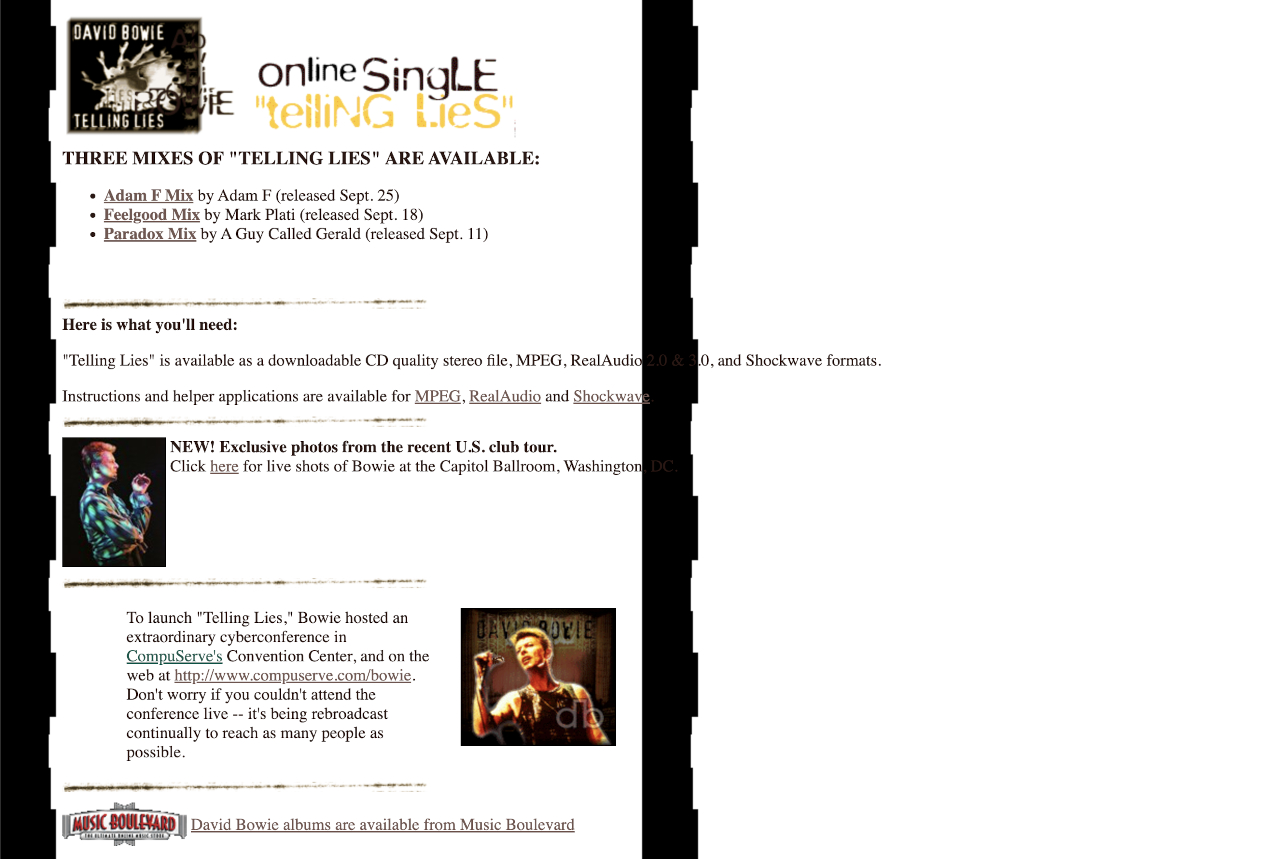 DAVID BOWIE
TELLING LIES
onlinE SingLE
"telliNG LieS"
THREE MIXES OF "TELLING LIES" ARE AVAILABLE:
• Adam F Mix by Adam F (released Sept. 25)
• Feelgood Mix by Mark Plati (released Sept. 18)
• Paradox Mix by A Guy Called Gerald (released Sept. 11)
Here is what you'll need:
"Telling Lies" is available as a downloadable CD quality stereo file, MPEG, RealAudio 2.0 & 3.0, and Shockwave formats.
Instructions and helper applications are available for MPEG, RealAudio and Shockwave
NEW! Exclusive photos from the recent U.S. club tour.
Click here for live shots of Bowie at the Capitol Ballroom, Washington, DC.
To launch "Telling Lies," Bowie hosted an
extraordinary cyberconference in
CompuServe's Convention Center, and on the
web at http://www.compuserve.com/bowie.
Don't worry if you couldn't attend the
conference live -- it's being rebroadcast
continually to reach as many people as
possible.
DAVID BOWIE
db
MUSIC BOULEVARD
THE ULTIMATE ONLINE MUSIC STORE
David Bowie albums are available from Music Boulevard